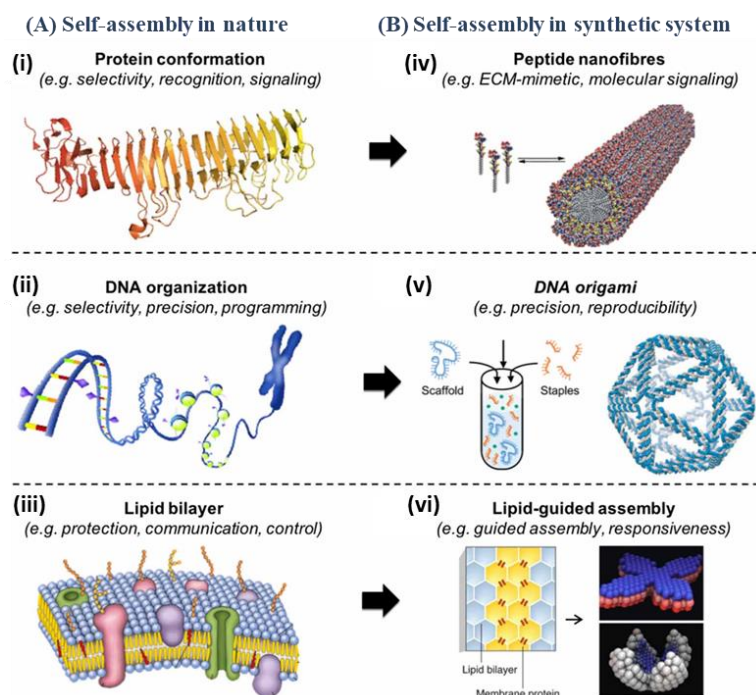 (A) Self-assembly in nature
(B) Self-assembly in synthetic system
(i)
Protein conformation
(e.g. selectivity, recognition, signaling)
(iv)
Peptide nanofibres
(e.g. ECM-mimetic, molecular signaling)
(ii)
DNA organization
(e.g. selectivity, precision, programming)
(v)
DNA origami
(e.g. precision, reproducibility)
Scaffold
Staples
(iii)
Lipid bilayer
(e.g. protection, communication, control)
(vi)
Lipid-guided assembly
(e.g. guided assembly, responsiveness)
Lipid bilayer
Membrane protein